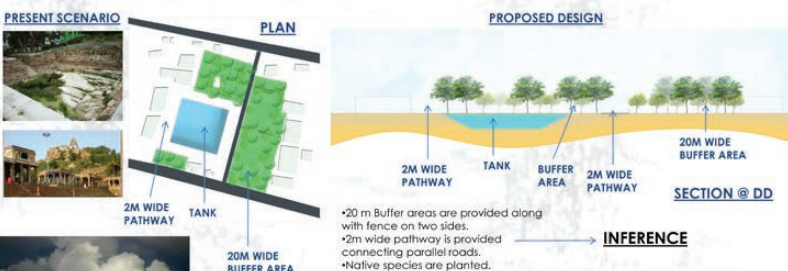 PRESENT SCENARIO
PLAN
2M WIDE
PATHWAY
TANK
20M WIDE
BUFFER AREA
PROPOSED DESIGN
2M WIDE
PATHWAY
TANK
BUFFER
AREA
2M WIDE
PATHWAY
20M WIDE
BUFFER AREA
SECTION @ DD
•20 m Buffer areas are provided along
with fence on two sides.
•2m wide pathway is provided
connecting parallel roads.
•Native species are planted.
INFERENCE